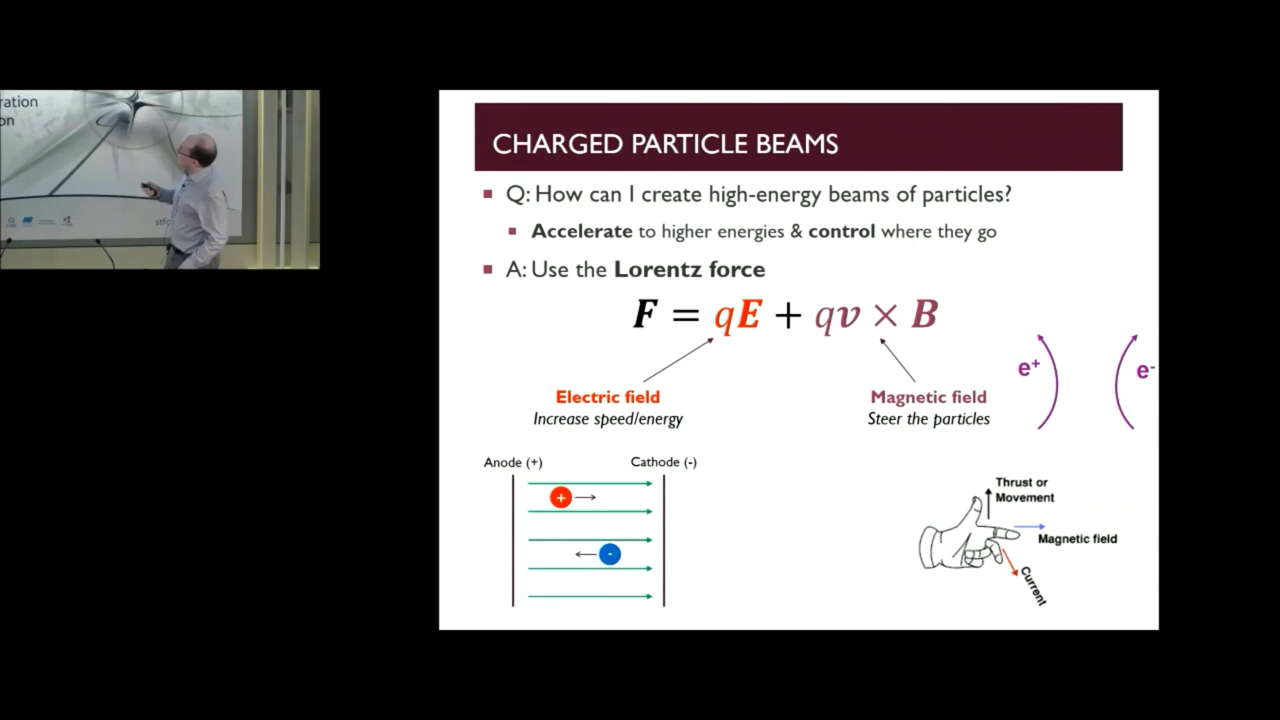 ration
on
stfc
CHARGED PARTICLE BEAMS
Q: How can I create high-energy beams of particles?
Accelerate to higher energies & control where they go
A: Use the Lorentz force
F = qE + qv × B
Electric field
Increase speed/energy
Magnetic field
Steer the particles
e+
e-
Anode (+)
Cathode (-)
+
-
Thrust or
Movement
Magnetic field
Current